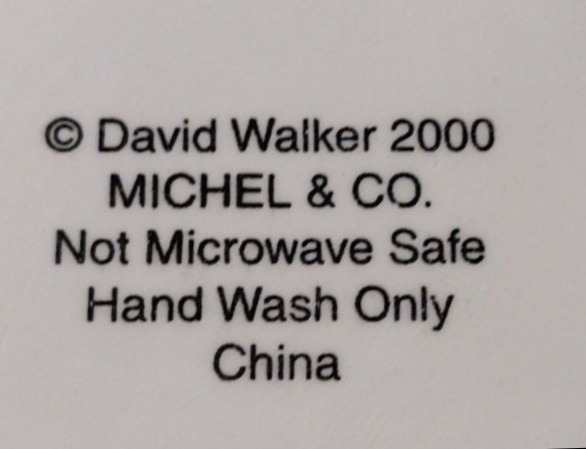 © David Walker 2000
MICHEL & CO.
Not Microwave Safe
Hand Wash Only
China